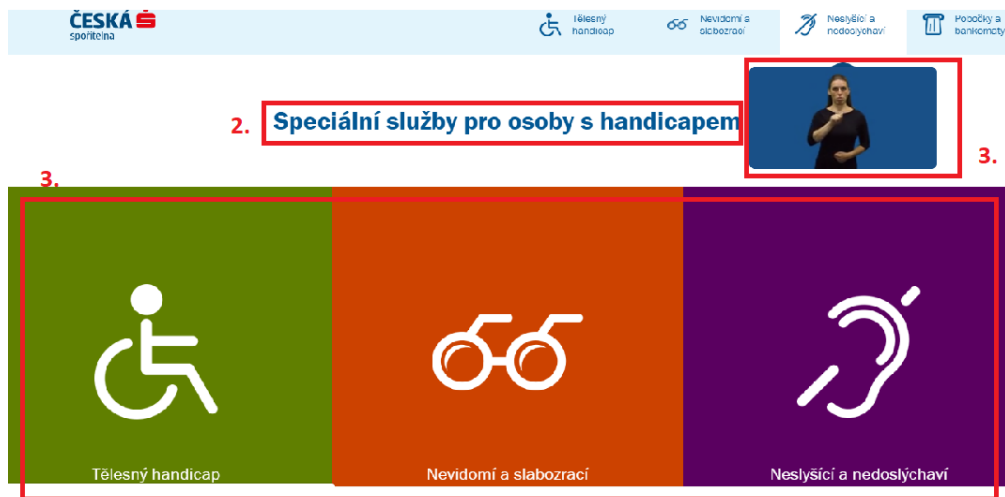 ČESKÁ
spořitelna
Tělesný
handicap
Nevidomí a
slabozrací
Neslyšící a
nedoslýchaví
Pobočky a
bankomaty
2.
Speciální služby pro osoby s handicapem
3.
3.
Tělesný handicap
Nevidomí a slabozrací
Neslyšící a nedoslýchaví